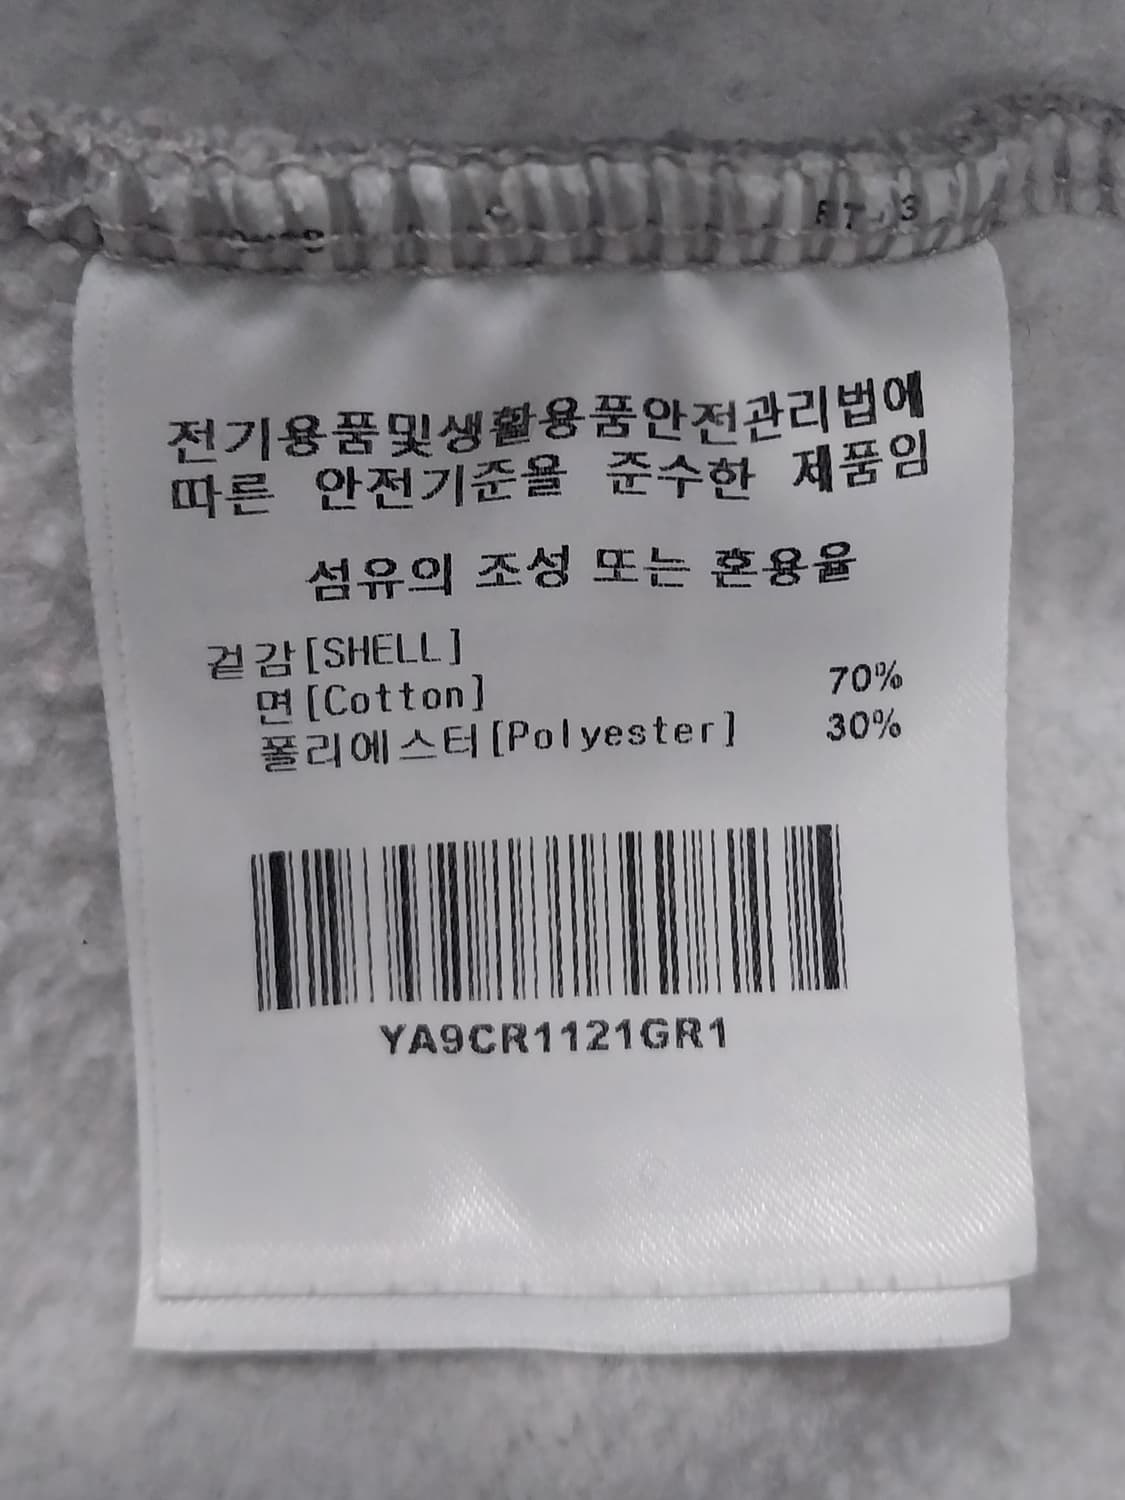 전기용품및생활용품안전관리법에
따른 안전기준을 준수한 제품임
섬유의 조성 또는 혼용율
겉감[SHELL]
면[Cotton] 70%
폴리에스터[Polyester] 30%
YA9CR1121GR1